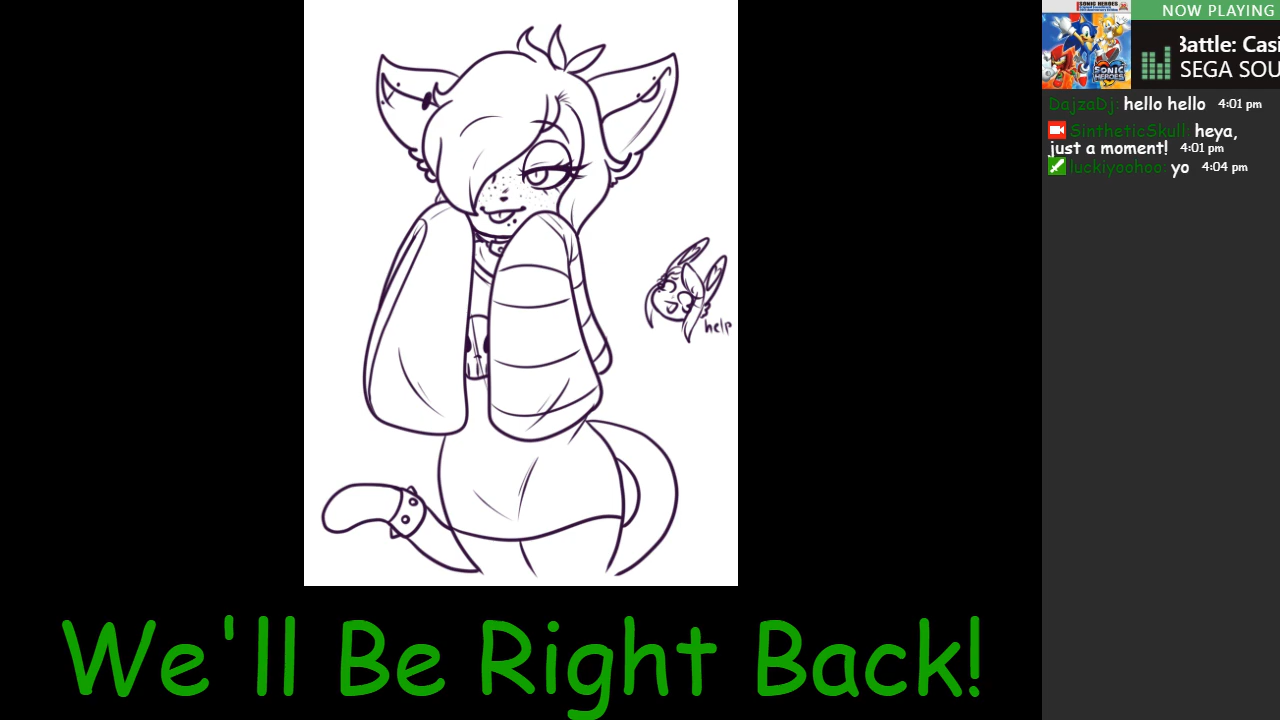 SONIC HEROES
NOW PLAYING
Battle: Casi
SEGA SOU
SONIC
HEROES
DajzaDj: hello hello 4:01 pm
SintheticSkull: heya,
just a moment! 4:01 pm
luckiyoohoo: yo 4:04 pm
help
We'll Be Right Back!